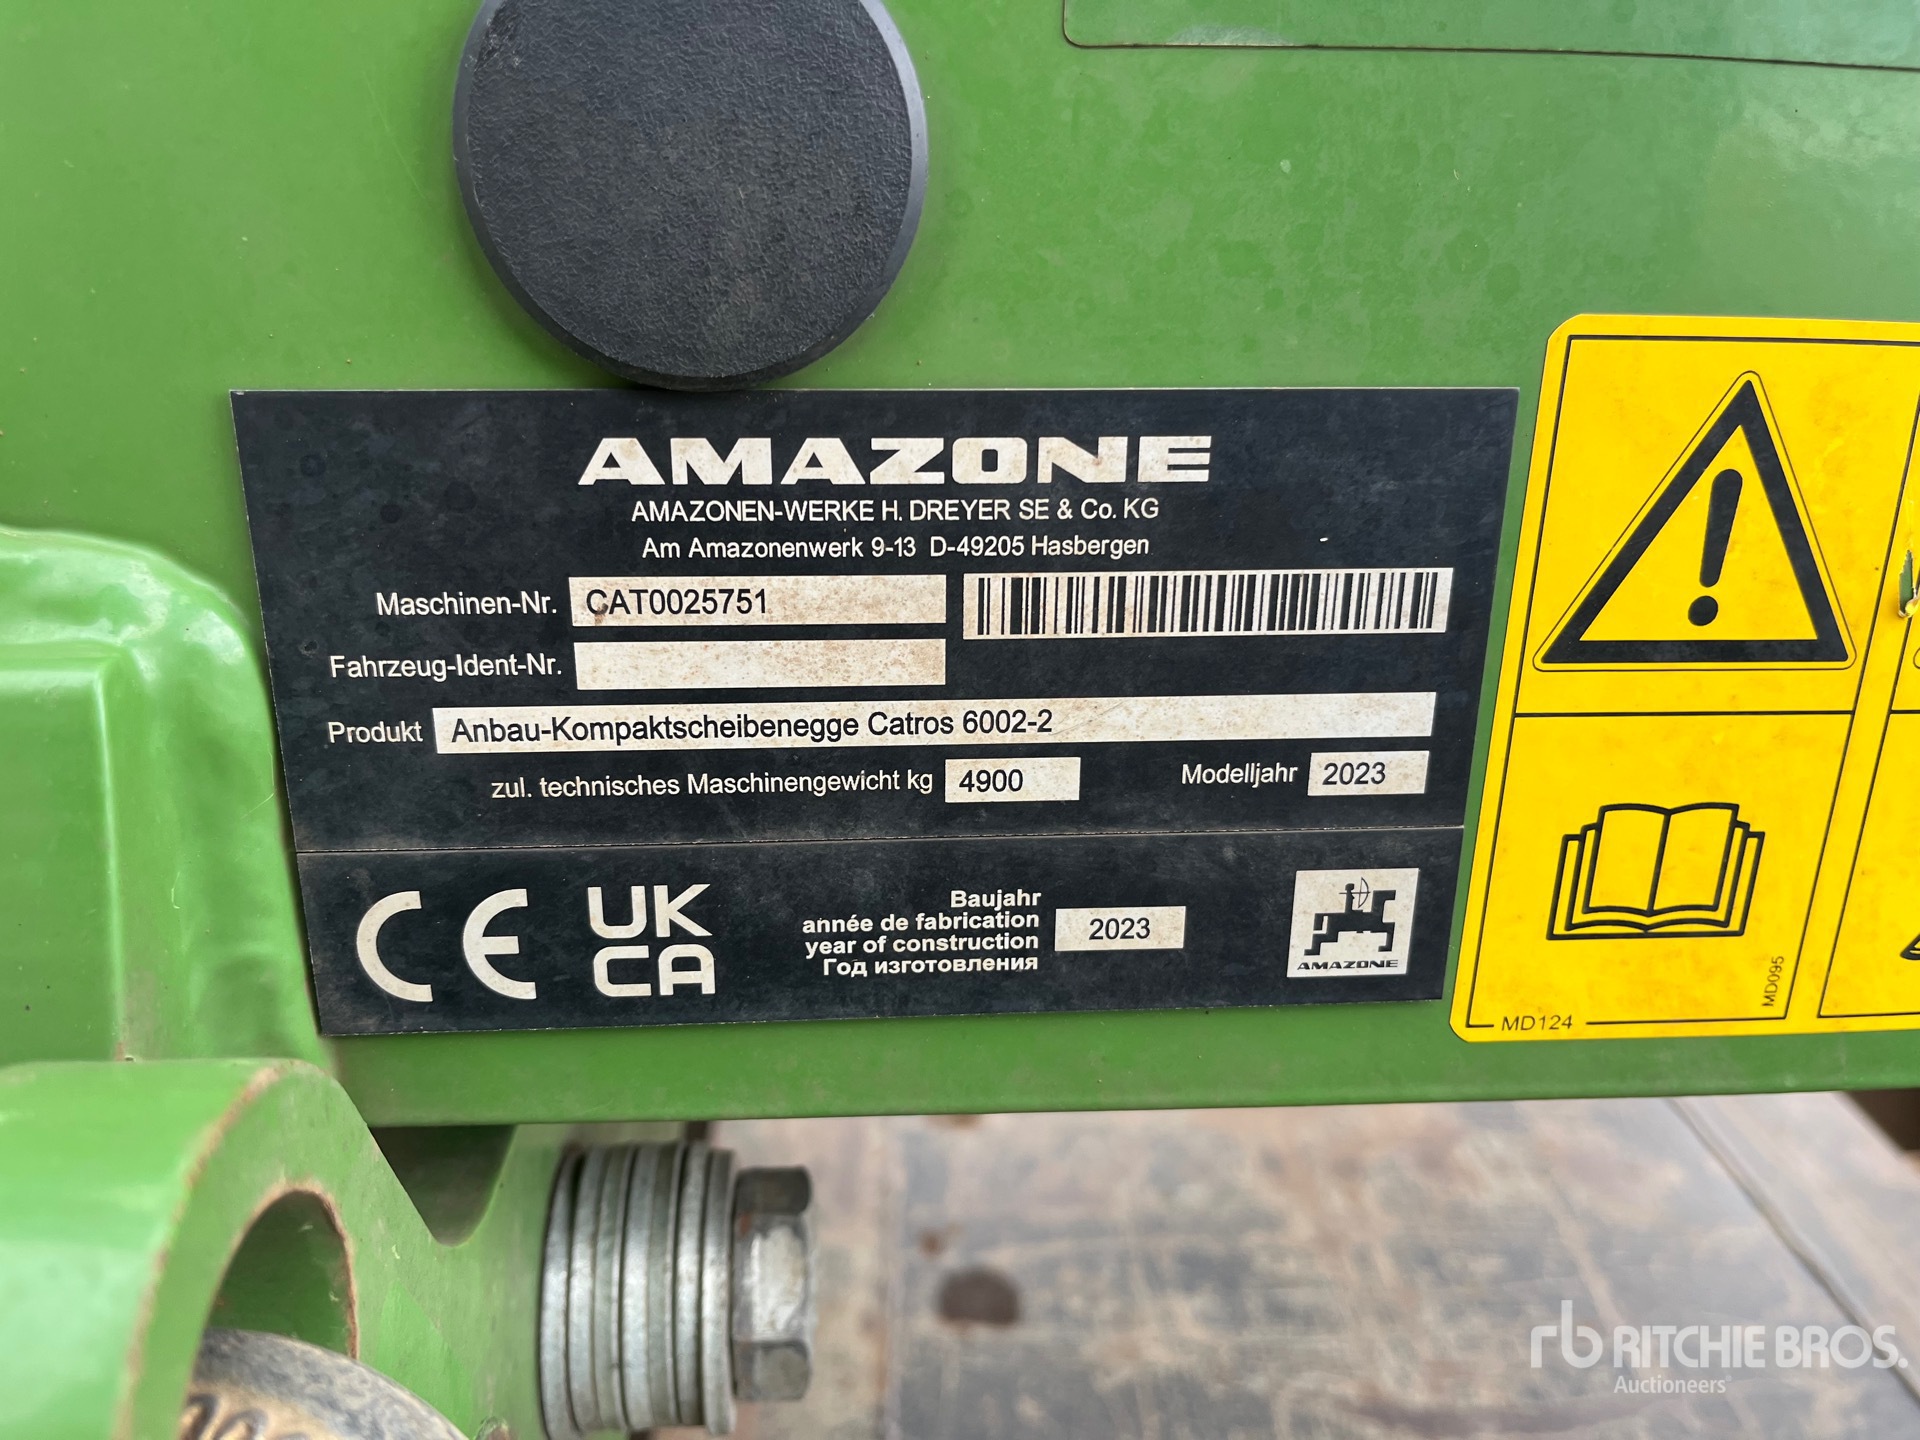 AMAZONE
AMAZONEN-WERKE H. DREYER SE & Co. KG
Am Amazonenwerk 9-13 D-49205 Hasbergen
Maschinen-Nr. CAT0025751
Fahrzeug-Ident-Nr.
Produkt Anbau-Kompaktscheibenegge Catros 6002-2
zul. technisches Maschinengewicht kg 4900 Modelljahr 2023
CE
UK
CA
Baujahr
année de fabrication
year of construction
Год изготовления
2023
AMAZONE
MD095
MD124
rb RITCHIE BROS.
Auctioneers